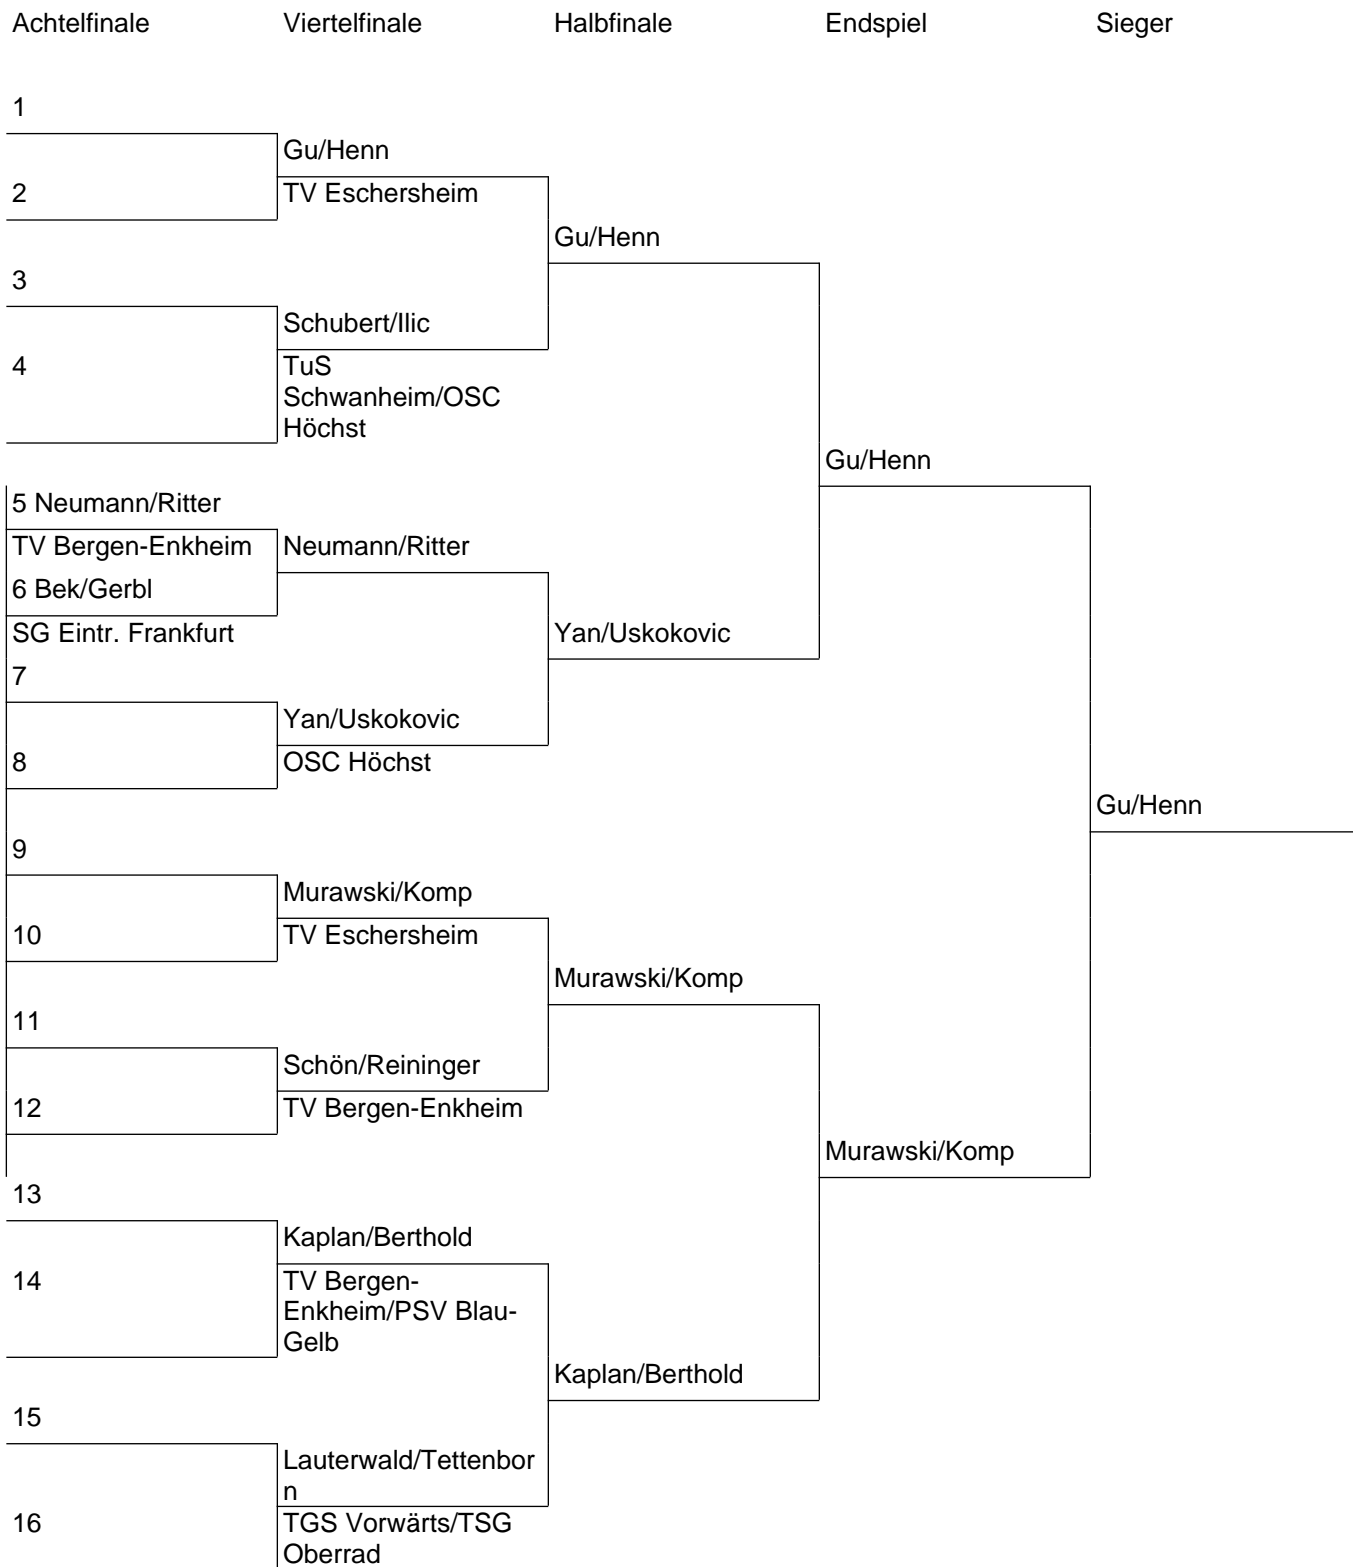 Achtelfinale Viertelfinale Halbfinale Endspiel Sieger
1
Gu/Henn
2
TV Eschersheim
Gu/Henn
3
Schubert/Ilic
4
TuS
Schwanheim/OSC
Höchst
Gu/Henn
5 Neumann/Ritter
TV Bergen-Enkheim
Neumann/Ritter
6 Bek/Gerbl
SG Eintr. Frankfurt
Yan/Uskokovic
7
Yan/Uskokovic
8
OSC Höchst
Gu/Henn
9
Murawski/Komp
10
TV Eschersheim
Murawski/Komp
11
Schön/Reininger
12
TV Bergen-Enkheim
Murawski/Komp
13
Kaplan/Berthold
14
TV Bergen-
Enkheim/PSV Blau-
Gelb
Kaplan/Berthold
15
Lauterwald/Tettenbor
n
16
TGS Vorwärts/TSG
Oberrad